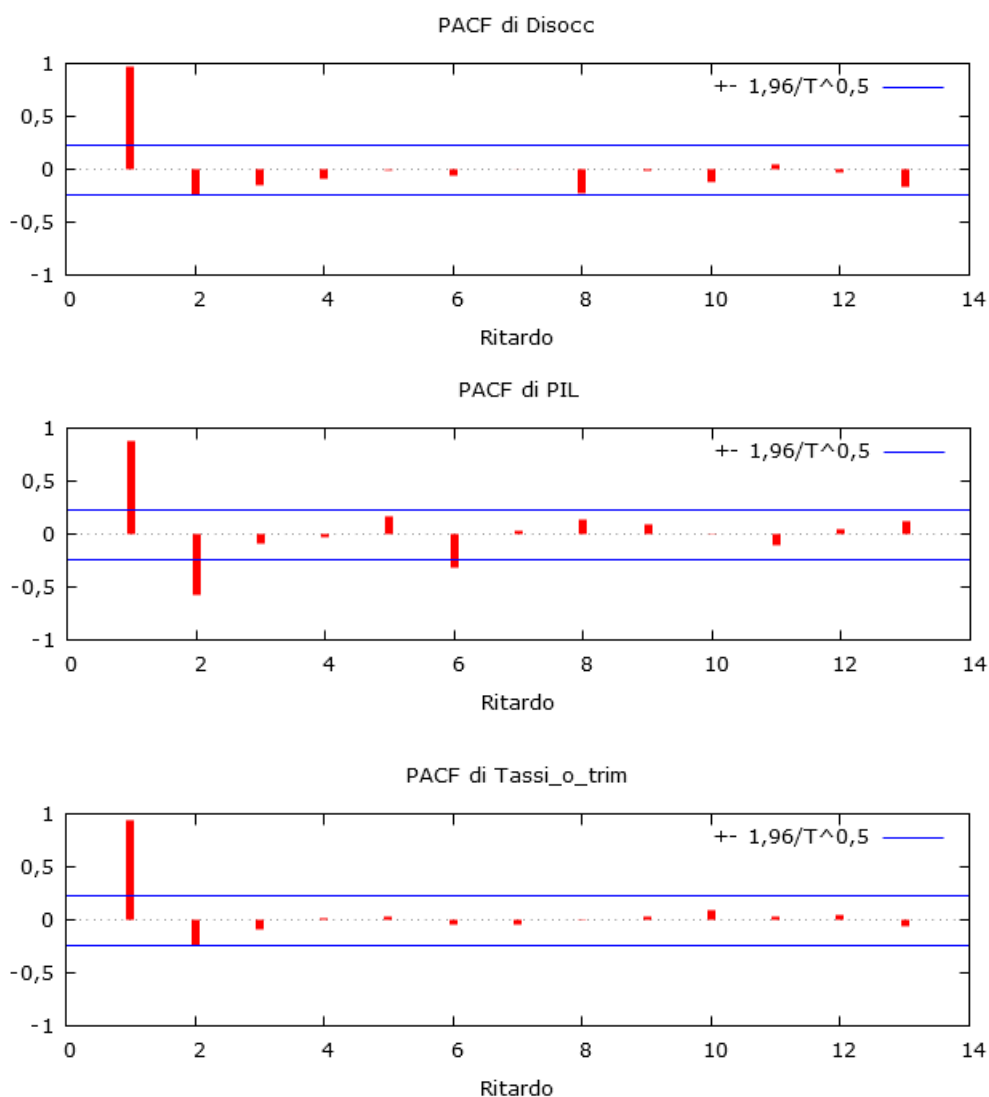 PACF di Disocc
1
+- 1,96/T^0,5
0,5
0
-0,5
-1
0 2 4 6 8 10 12 14
Ritardo
PACF di PIL
1
+- 1,96/T^0,5
0,5
0
-0,5
-1
0 2 4 6 8 10 12 14
Ritardo
PACF di Tassi_o_trim
1
+- 1,96/T^0,5
0,5
0
-0,5
-1
0 2 4 6 8 10 12 14
Ritardo